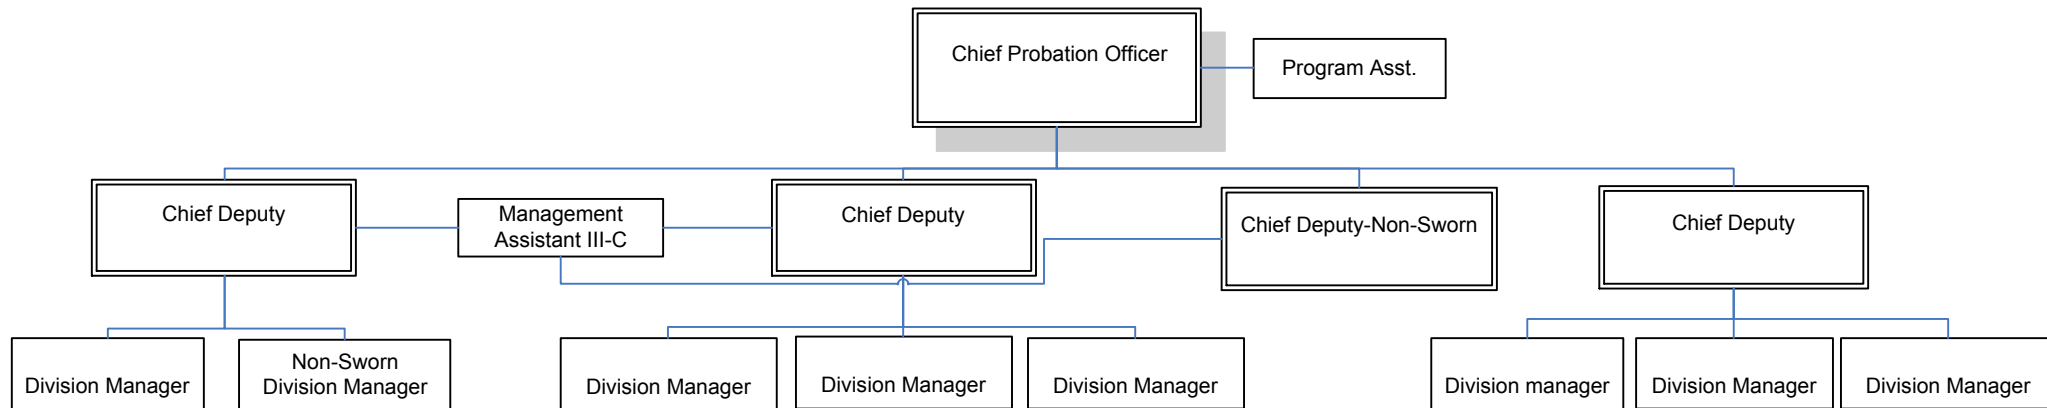 Chief Probation Officer
Program Asst.
Chief Deputy
Management
Assistant III-C
Chief Deputy
Chief Deputy-Non-Sworn
Chief Deputy
Division Manager
Non-Sworn
Division Manager
Division Manager
Division Manager
Division Manager
Division manager
Division Manager
Division Manager